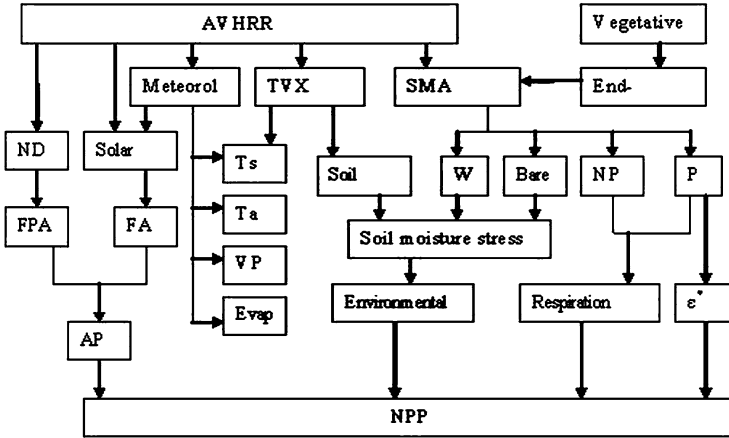 AVHRR
Vegetative
Meteorol
TVX
SMA
End-
ND
Solar
Ts
Soil
W
Bare
NP
P
FPA
FA
Ta
Soil moisture stress
VP
Evap
Environmental
Respiration
ε*
AP
NPP